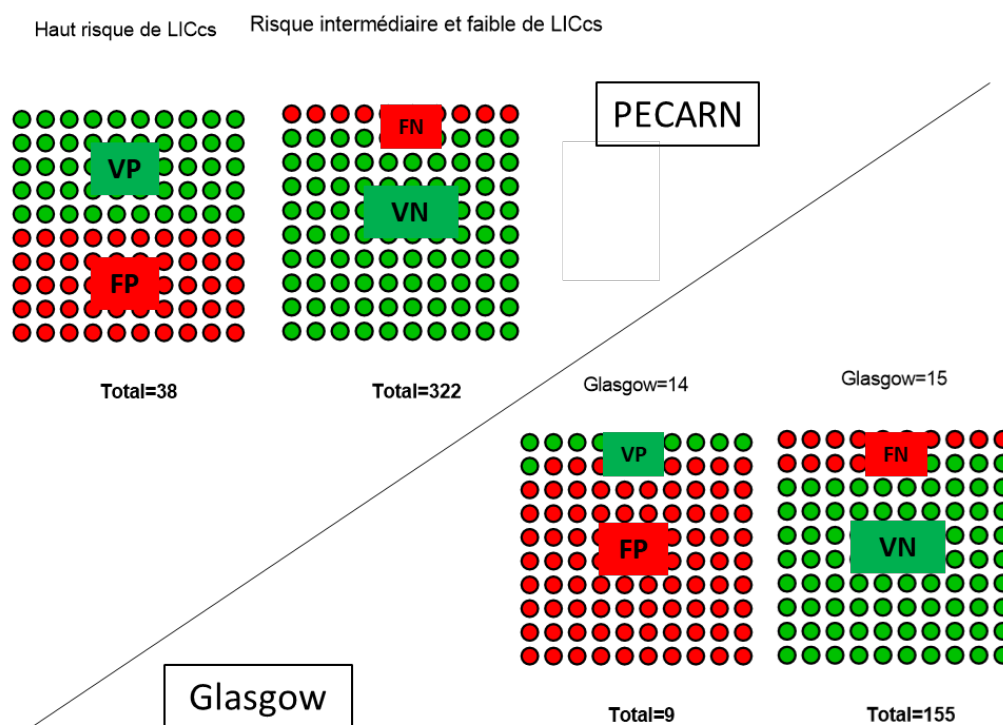 Haut risque de LICcs
Risque intermédiaire et faible de LICcs
PECARN
FN
VP
VN
FP
Total=38
Total=322
Glasgow=14
Glasgow=15
VP
FN
FP
VN
Glasgow
Total=9
Total=155